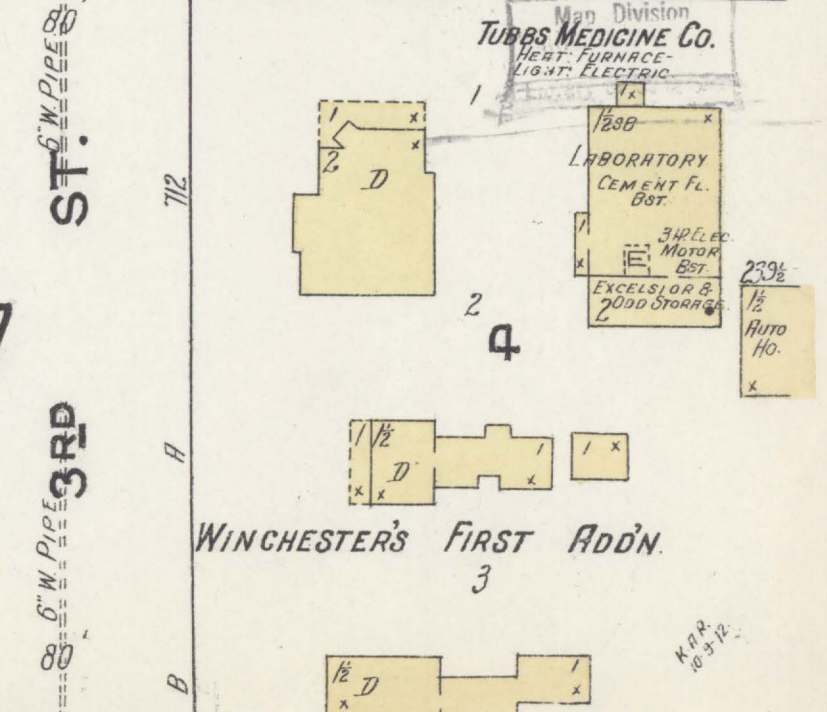 Map Division
TUBBS MEDICINE CO.
HEAT: FURNACE-
LIGHT: ELECTRIC.
80
6" W. PIPE
ST.
712
1
1 x
2 x
D
1 x
1½ SB x
LABORATORY
CEMENT FL.
BST.
1
x
3 H.P. ELEC.
MOTOR
BST.
E
EXCELSIOR &
ODD STORAGE
2
239½
1½
AUTO
HO.
x
2
4
7
3RD
A
1 1½
D
x x
1
x
1 x
WINCHESTER'S FIRST ADD'N.
3
6" W. PIPE
80
B
K.A.R.
10-9-12.
1½ D
x
1
x